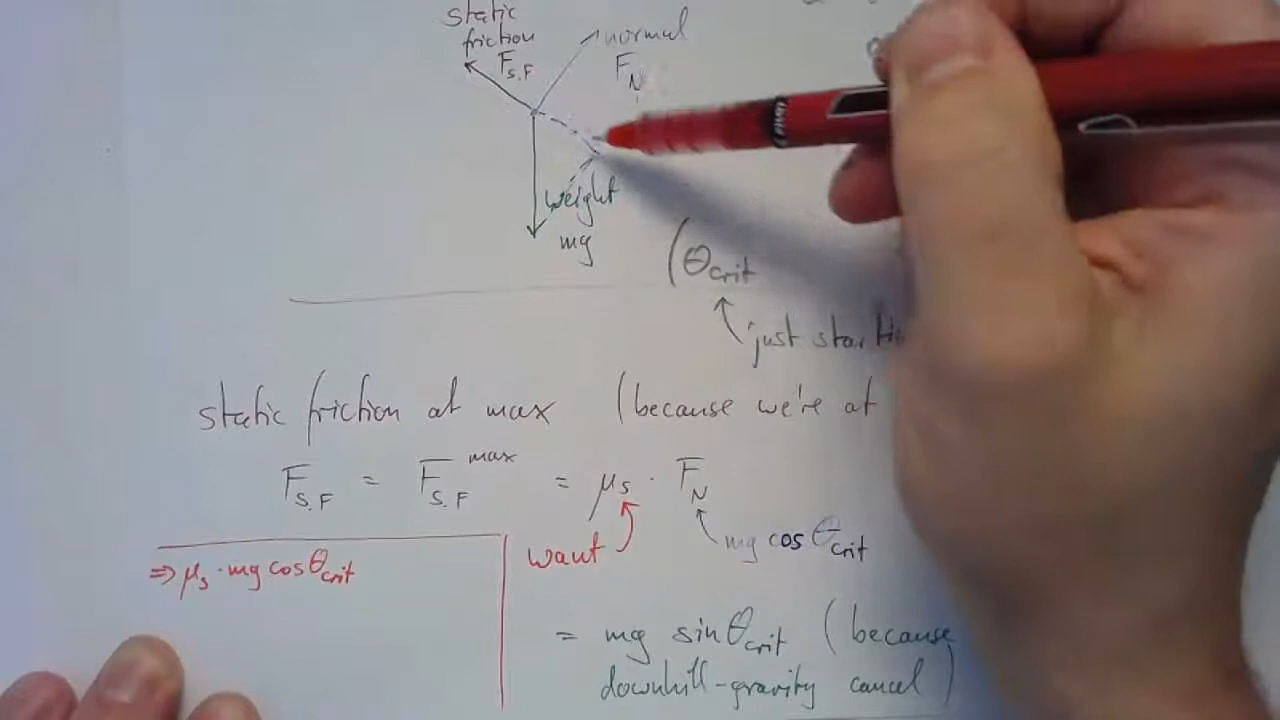 static
friction
F_S.F
normal
F_N
weight
mg
(θ_crit
just start
static friction at max (because we're at
F_S.F = F_S.F^max = μ_s · F_N
want
mg cos θ_crit
⇒ μ_s · mg cos θ_crit
= mg sin θ_crit (because
downhill-gravity cancel)